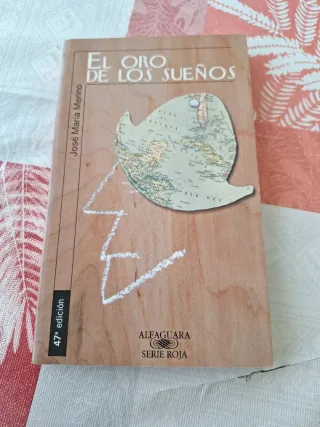 EL ORO
DE LOS SUEÑOS
José María Merino
47ª edición
ALFAGUARA
SERIE ROJA